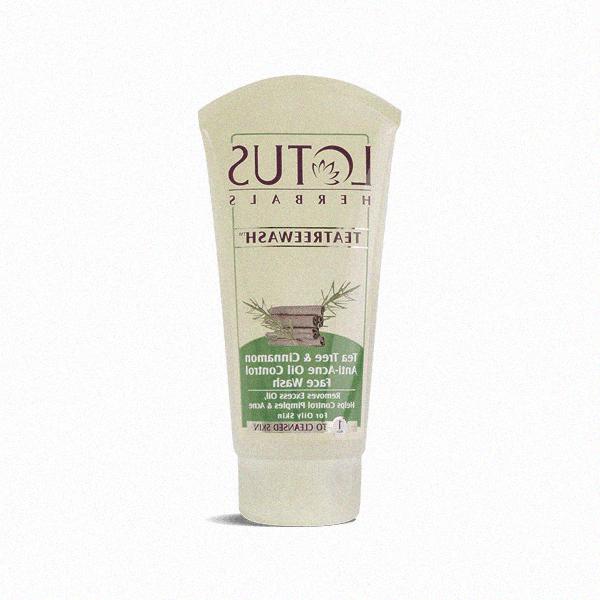 LOTUS
HERBALS
TEATREEWASH™
Tea Tree & Cinnamon
Anti-Acne Oil Control
Face Wash
Removes Excess Oil,
Helps Control Pimples & Acne
For Oily Skin
1 TO CLEANSED SKIN